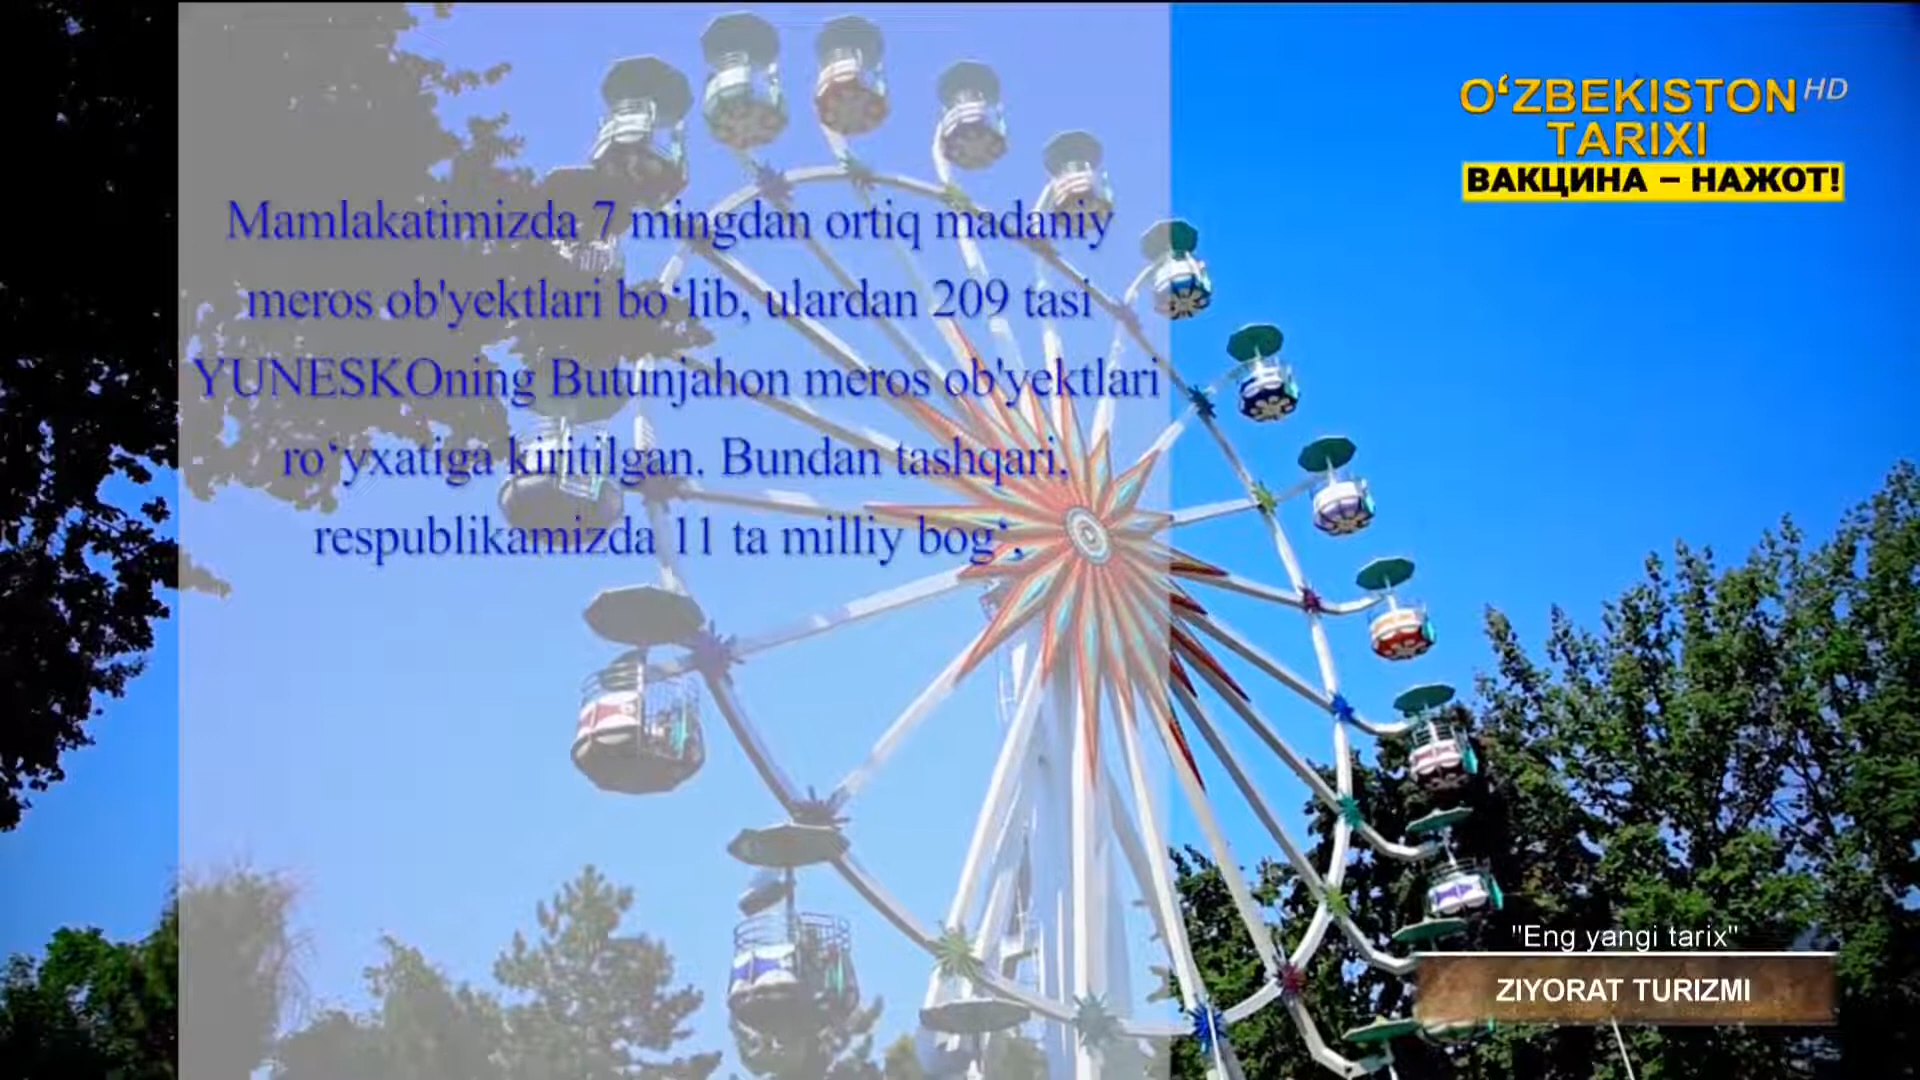 Mamlakatimizda 7 mingdan ortiq madaniy
meros ob'yektlari bo‘lib, ulardan 209 tasi
YUNESKOning Butunjahon meros ob'yektlari
ro‘yxatiga kiritilgan. Bundan tashqari,
respublikamizda 11 ta milliy bog‘,
O‘ZBEKISTON HD
TARIXI
ВАКЦИНА – НАЖОТ!
"Eng yangi tarix"
ZIYORAT TURIZMI